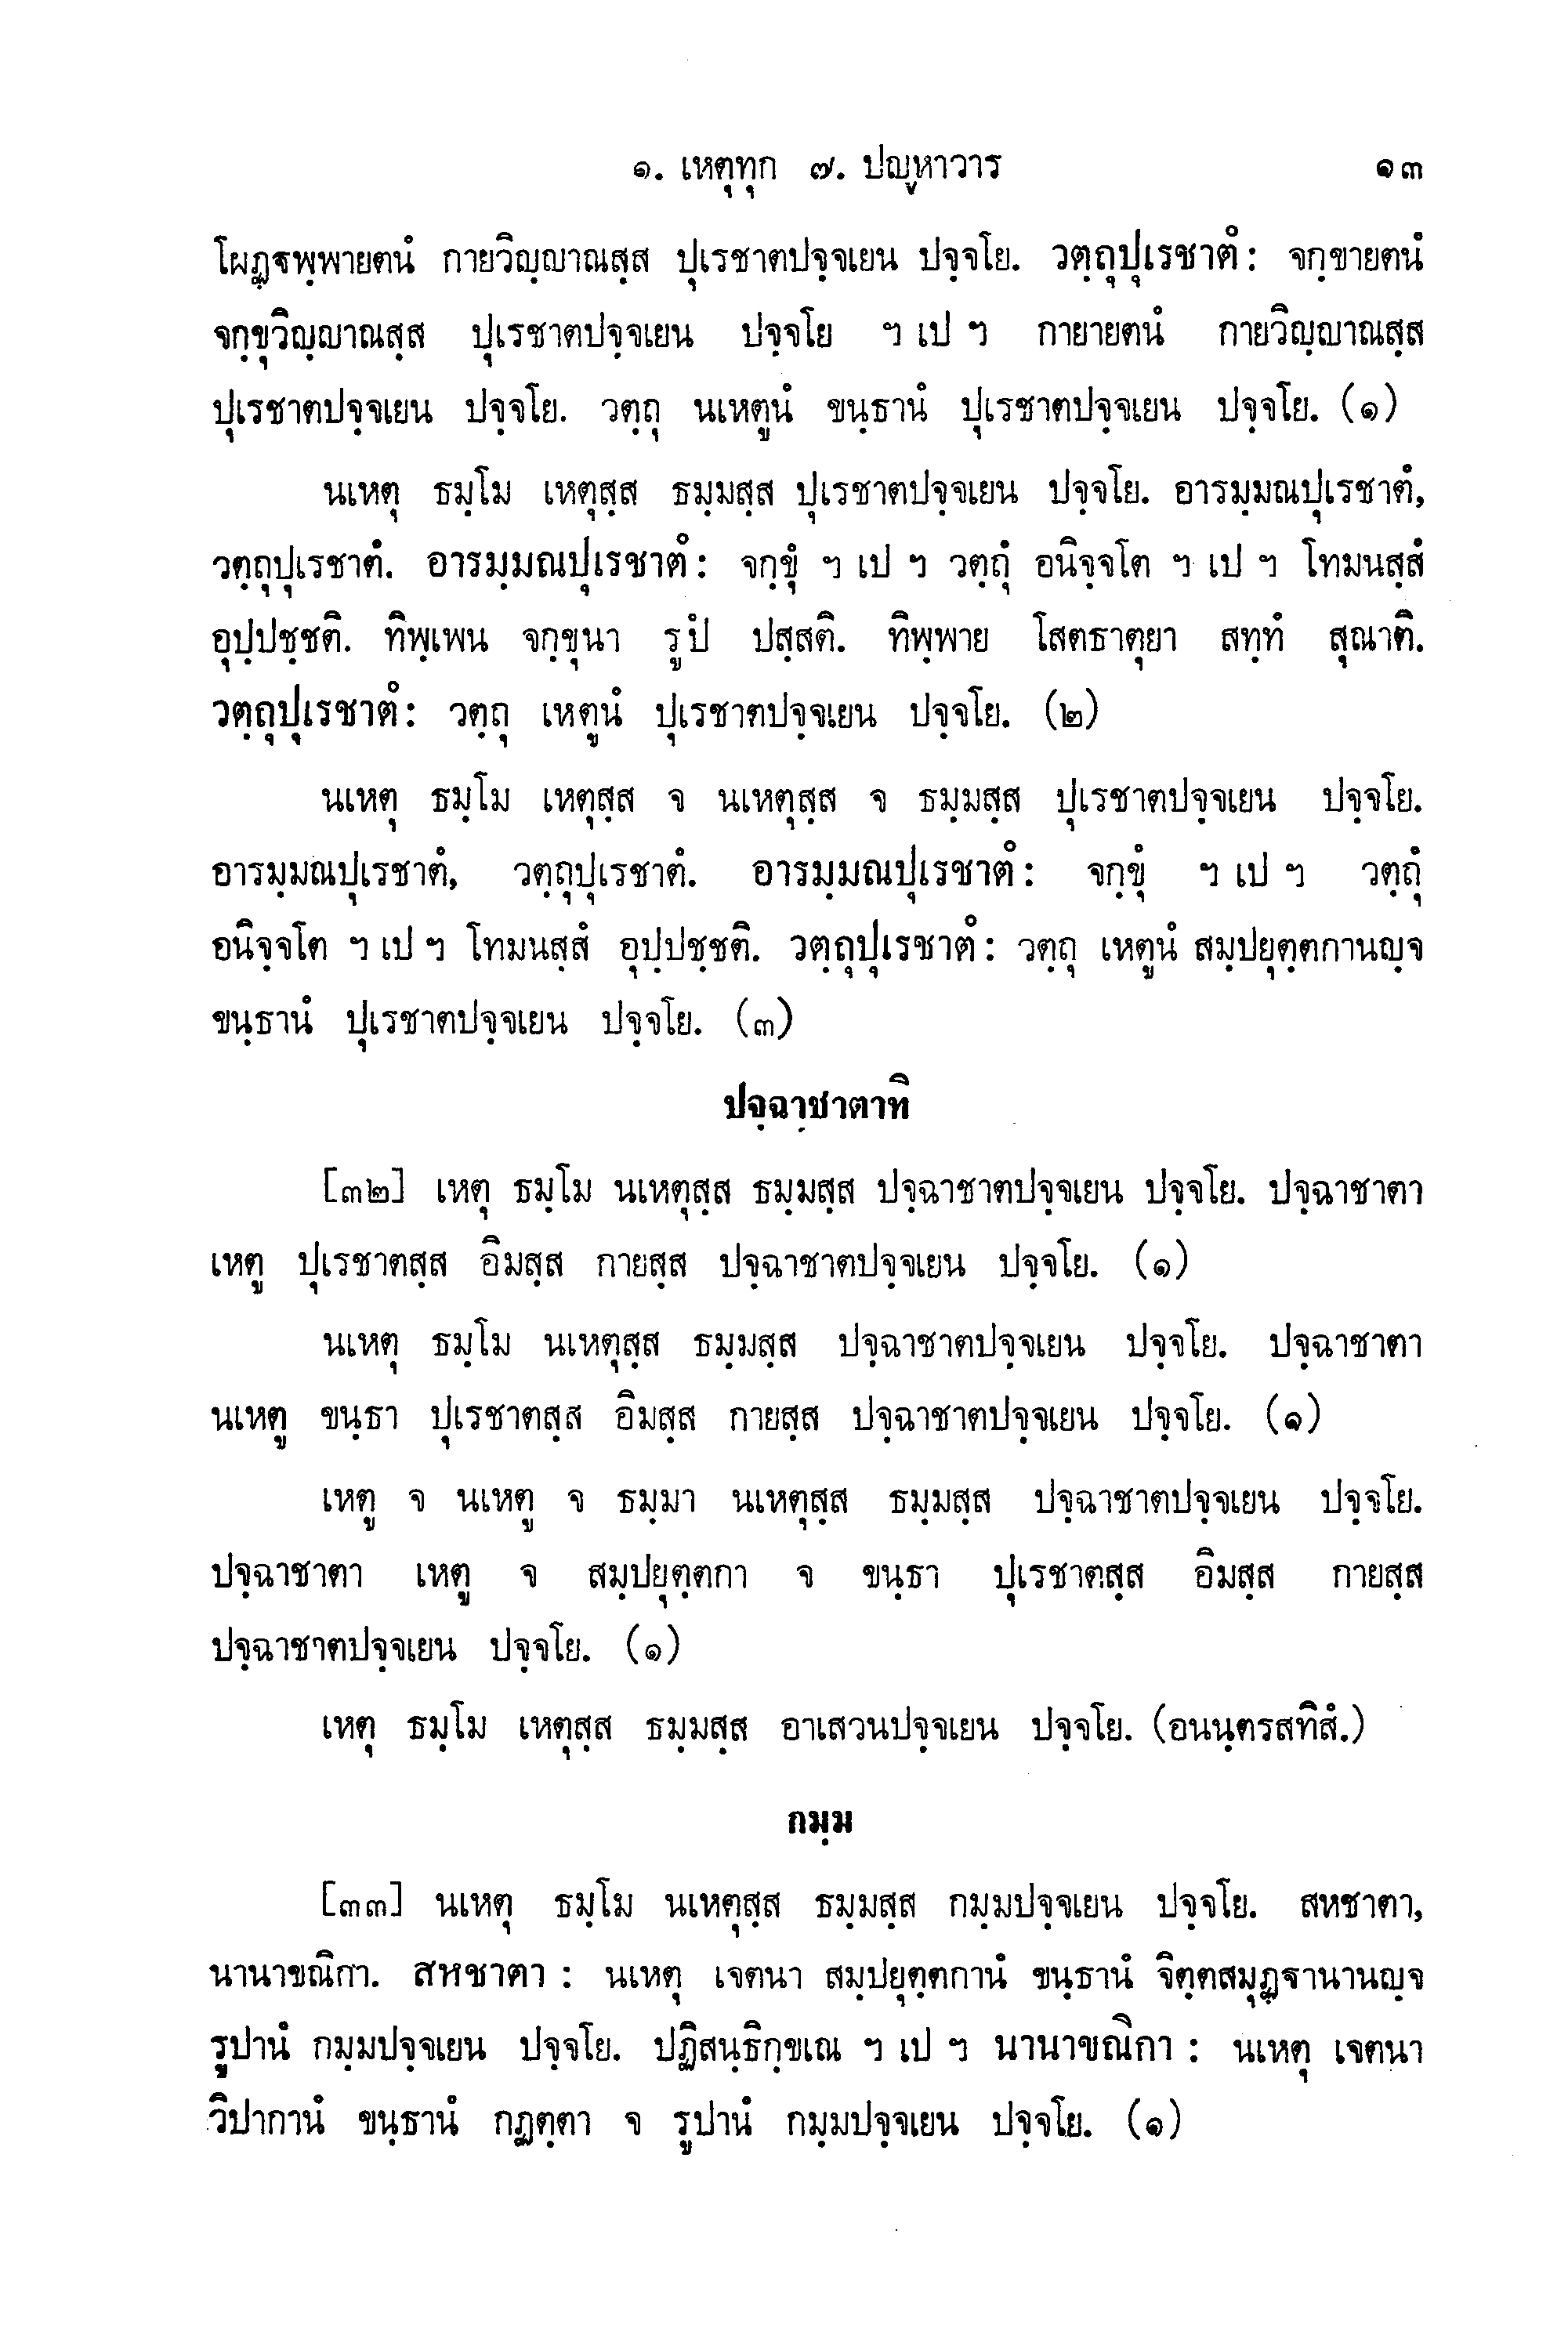 ๑. เหตุทุก ๗. ปญฺหาวาร ๑๓
โผฏฺฐพฺพายตนํ กายวิญฺญาณสฺส ปุเรชาตปจฺจเยน ปจฺจโย. วตฺถุปุเรชาตํ: จกฺขายตนํ
จกฺขุวิญฺญาณสฺส ปุเรชาตปจฺจเยน ปจฺจโย ฯ เป ฯ กายายตนํ กายวิญฺญาณสฺส
ปุเรชาตปจฺจเยน ปจฺจโย. วตฺถุ นเหตูนํ ขนฺธานํ ปุเรชาตปจฺจเยน ปจฺจโย. (๑)
นเหตุ ธมฺโม เหตุสฺส ธมฺมสฺส ปุเรชาตปจฺจเยน ปจฺจโย. อารมฺมณปุเรชาตํ,
วตฺถุปุเรชาตํ. อารมฺมณปุเรชาตํ: จกฺขุํ ฯ เป ฯ วตฺถุํ อนิจฺจโต ฯ เป ฯ โทมนสฺสํ
อุปฺปชฺชติ. ทิพฺเพน จกฺขุนา รูปํ ปสฺสติ. ทิพฺพาย โสตธาตุยา สทฺทํ สุณาติ.
วตฺถุปุเรชาตํ: วตฺถุ เหตูนํ ปุเรชาตปจฺจเยน ปจฺจโย. (๒)
นเหตุ ธมฺโม เหตุสฺส จ นเหตุสฺส จ ธมฺมสฺส ปุเรชาตปจฺจเยน ปจฺจโย.
อารมฺมณปุเรชาตํ, วตฺถุปุเรชาตํ. อารมฺมณปุเรชาตํ: จกฺขุํ ฯ เป ฯ วตฺถุํ
อนิจฺจโต ฯ เป ฯ โทมนสฺสํ อุปฺปชฺชติ. วตฺถุปุเรชาตํ: วตฺถุ เหตูนํ สมฺปยุตฺตกานญฺจ
ขนฺธานํ ปุเรชาตปจฺจเยน ปจฺจโย. (๓)
ปจฺฉาชาตาทิ
[๓๒] เหตุ ธมฺโม นเหตุสฺส ธมฺมสฺส ปจฺฉาชาตปจฺจเยน ปจฺจโย. ปจฺฉาชาตา
เหตู ปุเรชาตสฺส อิมสฺส กายสฺส ปจฺฉาชาตปจฺจเยน ปจฺจโย. (๑)
นเหตุ ธมฺโม นเหตุสฺส ธมฺมสฺส ปจฺฉาชาตปจฺจเยน ปจฺจโย. ปจฺฉาชาตา
นเหตู ขนฺธา ปุเรชาตสฺส อิมสฺส กายสฺส ปจฺฉาชาตปจฺจเยน ปจฺจโย. (๑)
เหตู จ นเหตู จ ธมฺมา นเหตุสฺส ธมฺมสฺส ปจฺฉาชาตปจฺจเยน ปจฺจโย.
ปจฺฉาชาตา เหตู จ สมฺปยุตฺตกา จ ขนฺธา ปุเรชาตสฺส อิมสฺส กายสฺส
ปจฺฉาชาตปจฺจเยน ปจฺจโย. (๑)
เหตุ ธมฺโม เหตุสฺส ธมฺมสฺส อาเสวนปจฺจเยน ปจฺจโย. (อนนฺตรสทิสํ.)
กมฺม
[๓๓] นเหตุ ธมฺโม นเหตุสฺส ธมฺมสฺส กมฺมปจฺจเยน ปจฺจโย. สหชาตา,
นานาขณิกา. สหชาตา: นเหตุ เจตนา สมฺปยุตฺตกานํ ขนฺธานํ จิตฺตสมุฏฺฐานานญฺจ
รูปานํ กมฺมปจฺจเยน ปจฺจโย. ปฏิสนฺธิกฺขเณ ฯ เป ฯ นานาขณิกา: นเหตุ เจตนา
วิปากานํ ขนฺธานํ กฏตฺตา จ รูปานํ กมฺมปจฺจเยน ปจฺจโย. (๑)